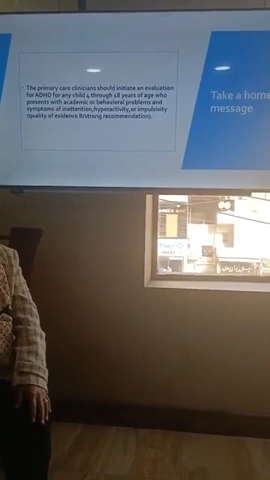 The primary care clinicians should initiate an evaluation
for ADHD for any child 4 through 18 years of age who
presents with academic or behavioral problems and
symptoms of inattention,hyperactivity,or impulsivity
(quality of evidence B/strong recommendation).
Take a home
message